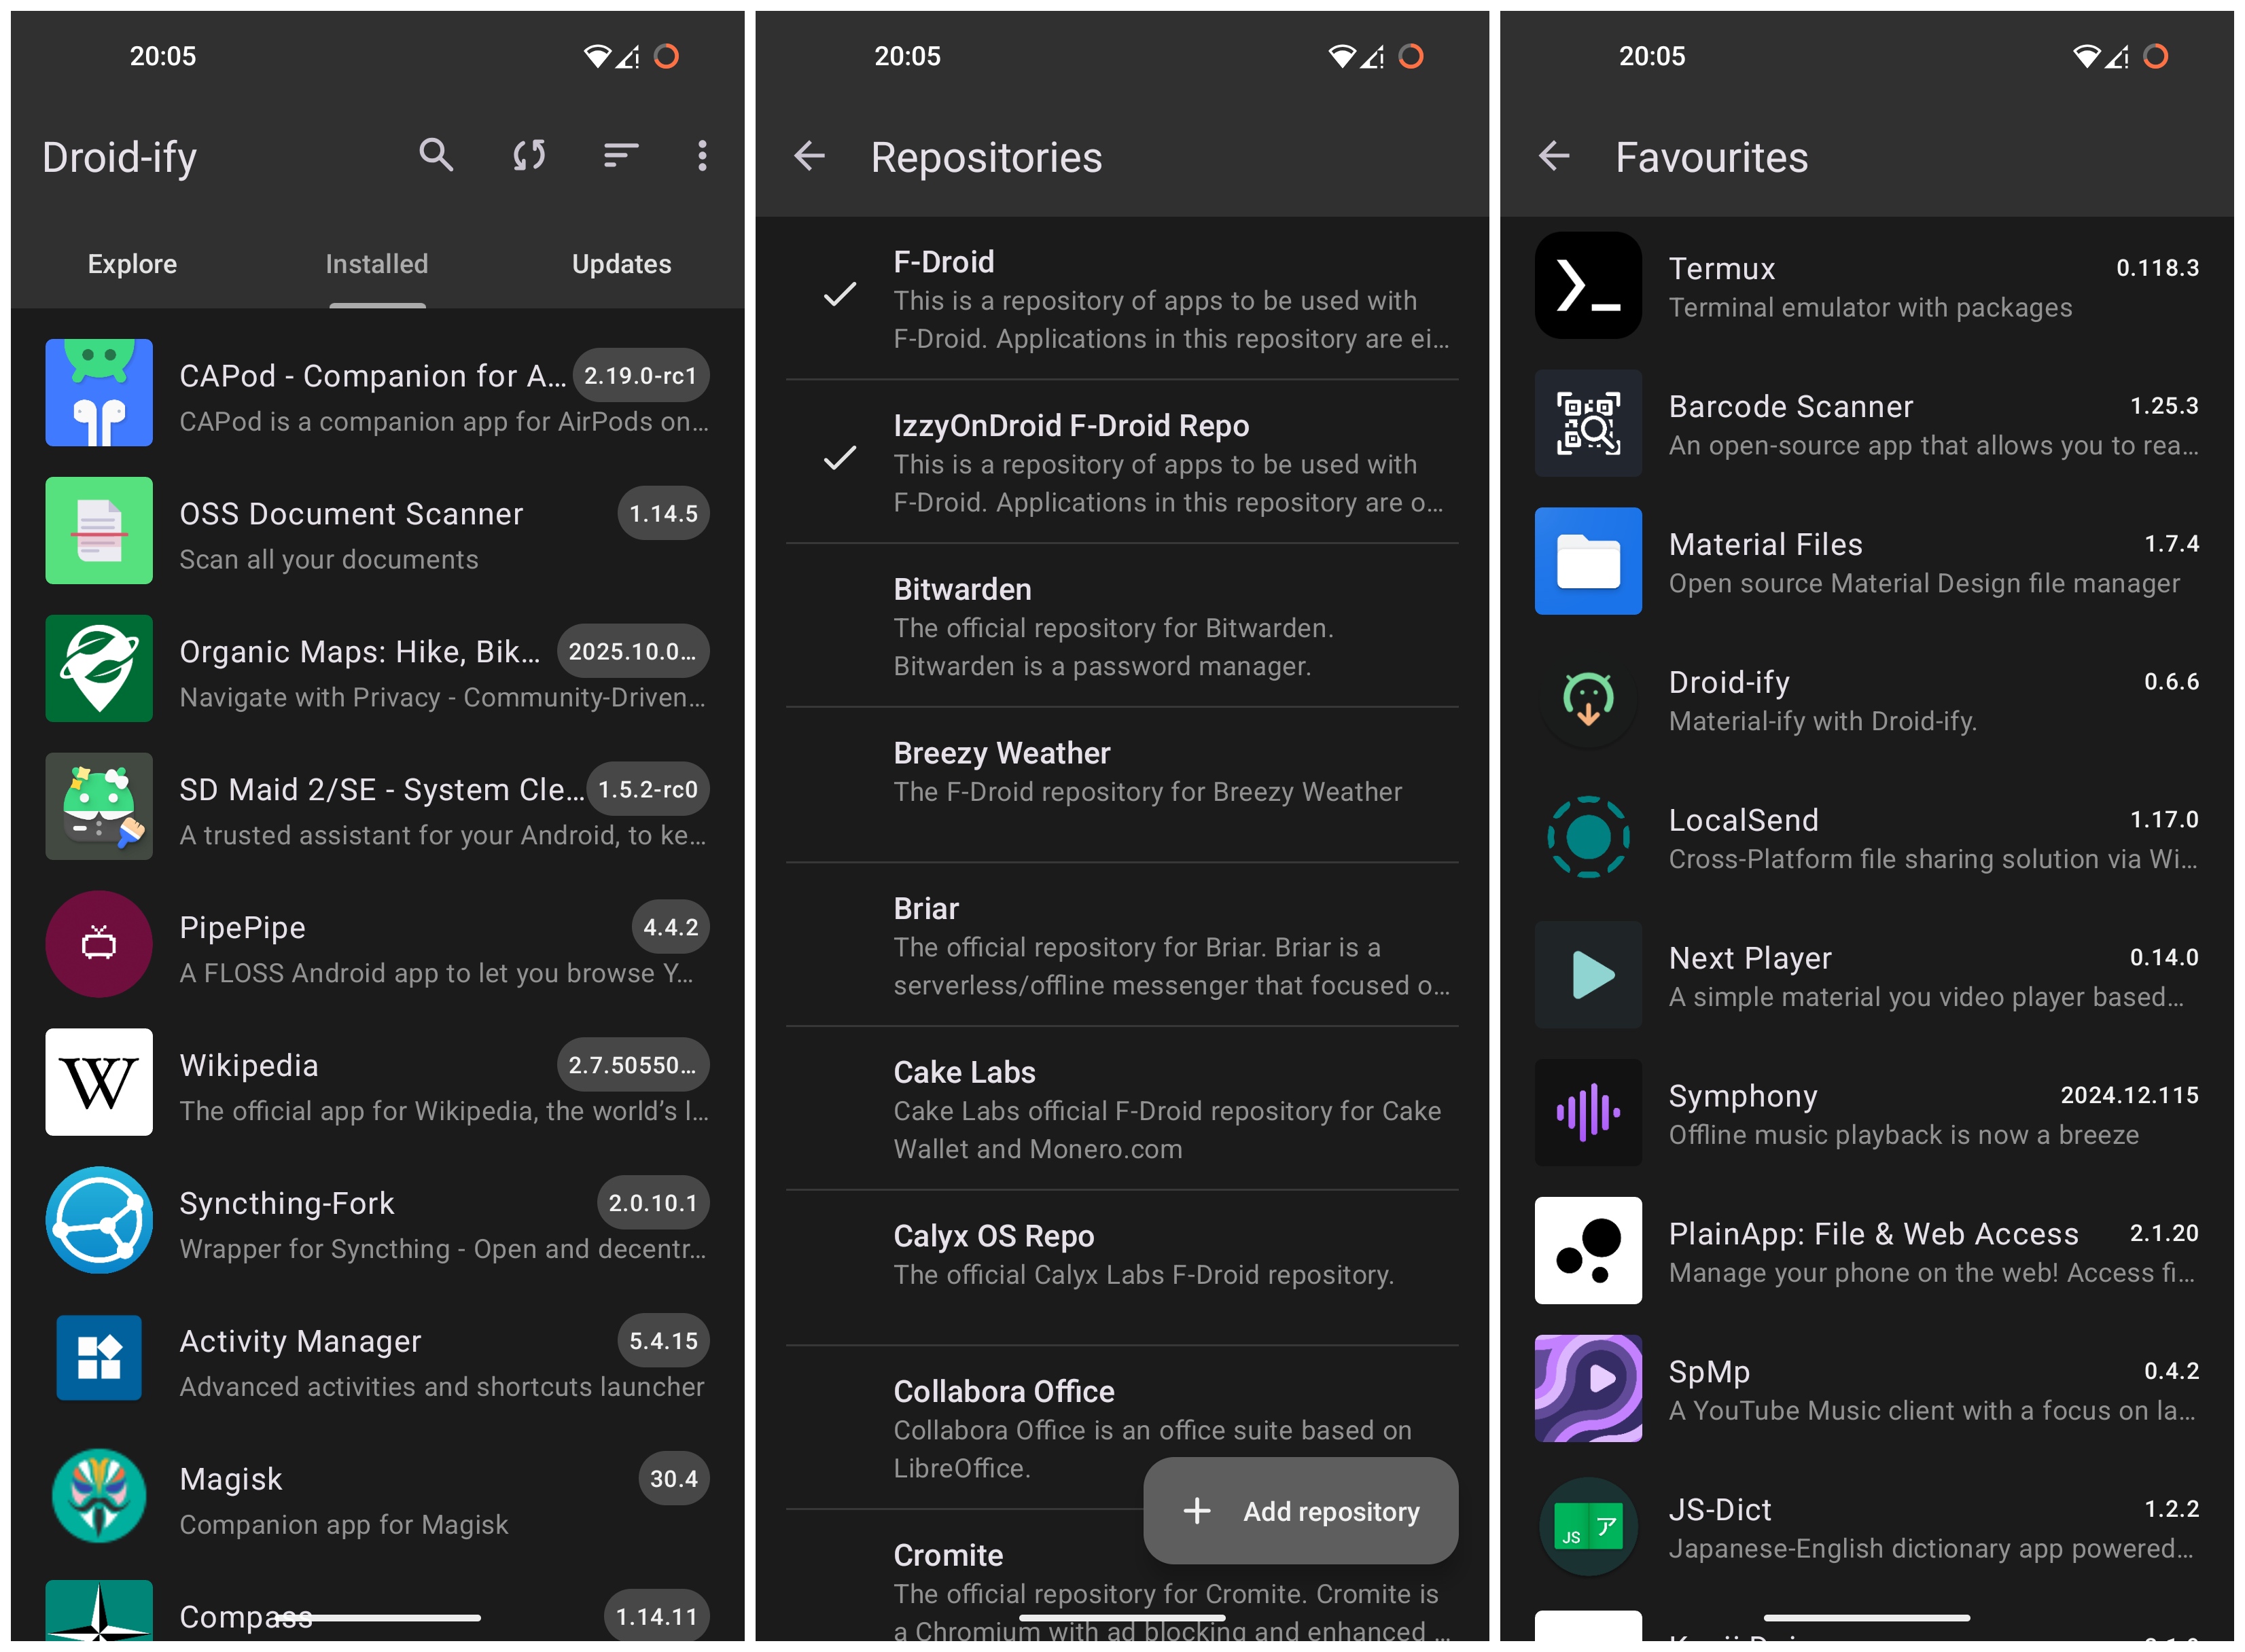 20:05
Droid-ify
Explore Installed Updates
CAPod - Companion for A... 2.19.0-rc1
CAPod is a companion app for AirPods on...
OSS Document Scanner 1.14.5
Scan all your documents
Organic Maps: Hike, Bik... 2025.10.0...
Navigate with Privacy - Community-Driven...
SD Maid 2/SE - System Cle... 1.5.2-rc0
A trusted assistant for your Android, to ke...
PipePipe 4.4.2
A FLOSS Android app to let you browse Y...
W
Wikipedia 2.7.50550...
The official app for Wikipedia, the world’s l...
Syncthing-Fork 2.0.10.1
Wrapper for Syncthing - Open and decentr...
Activity Manager 5.4.15
Advanced activities and shortcuts launcher
Magisk 30.4
Companion app for Magisk
Compass 1.14.11
20:05
Repositories
F-Droid
This is a repository of apps to be used with
F-Droid. Applications in this repository are ei...
IzzyOnDroid F-Droid Repo
This is a repository of apps to be used with
F-Droid. Applications in this repository are o...
Bitwarden
The official repository for Bitwarden.
Bitwarden is a password manager.
Breezy Weather
The F-Droid repository for Breezy Weather
Briar
The official repository for Briar. Briar is a
serverless/offline messenger that focused o...
Cake Labs
Cake Labs official F-Droid repository for Cake
Wallet and Monero.com
Calyx OS Repo
The official Calyx Labs F-Droid repository.
Collabora Office
Collabora Office is an office suite based on
LibreOffice.
Add repository
Cromite
The official repository for Cromite. Cromite is
a Chromium with ad blocking and enhanced ...
20:05
Favourites
Termux 0.118.3
Terminal emulator with packages
Barcode Scanner 1.25.3
An open-source app that allows you to rea...
Material Files 1.7.4
Open source Material Design file manager
Droid-ify 0.6.6
Material-ify with Droid-ify.
LocalSend 1.17.0
Cross-Platform file sharing solution via Wi...
Next Player 0.14.0
A simple material you video player based...
Symphony 2024.12.115
Offline music playback is now a breeze
PlainApp: File & Web Access 2.1.20
Manage your phone on the web! Access fi...
SpMp 0.4.2
A YouTube Music client with a focus on la...
JS ア
JS-Dict 1.2.2
Japanese-English dictionary app powered...